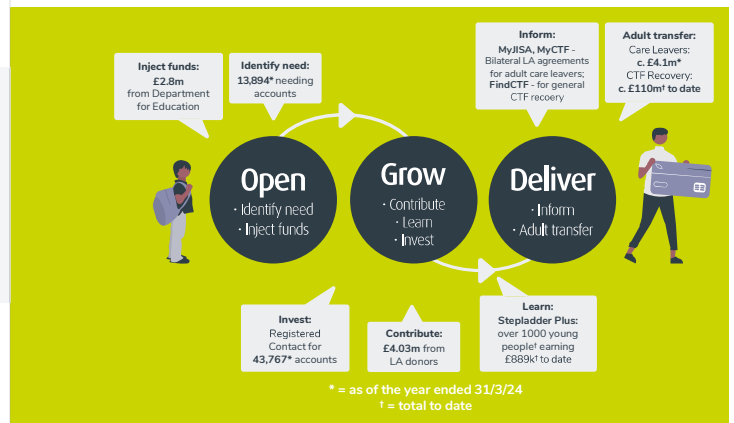 Inject funds:
£2.8m
from Department
for Education
Identify need:
13,894* needing
accounts
Inform:
MyJISA, MyCTF -
Bilateral LA agreements
for adult care leavers;
FindCTF - for general
CTF recoery
Adult transfer:
Care Leavers:
c. £4.1m*
CTF Recovery:
c. £110m† to date
Open
· Identify need
· Inject funds
Grow
· Contribute
· Learn
· Invest
Deliver
· Inform
· Adult transfer
Invest:
Registered
Contact for
43,767* accounts
Contribute:
£4.03m from
LA donors
Learn:
Stepladder Plus:
over 1000 young
people† earning
£889k† to date
* = as of the year ended 31/3/24
† = total to date